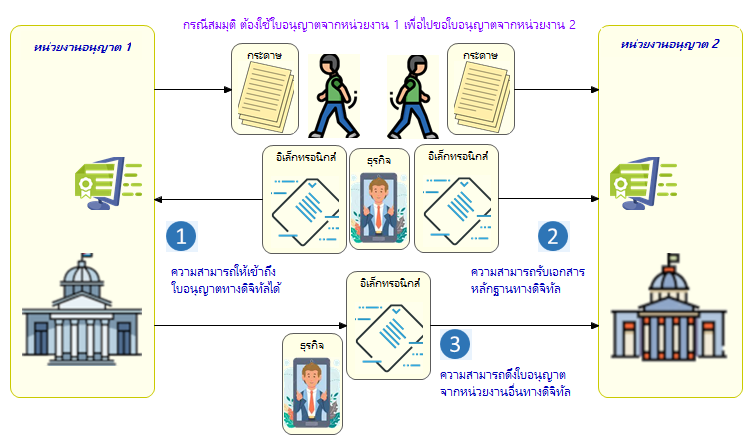 กรณีสมมุติ ต้องใช้ใบอนุญาตจากหน่วยงาน 1 เพื่อไปขอใบอนุญาตจากหน่วยงาน 2
หน่วยงานอนุญาต 1
หน่วยงานอนุญาต 2
กระดาษ
กระดาษ
อิเล็กทรอนิกส์
ธุรกิจ
อิเล็กทรอนิกส์
1
2
ความสามารถให้เข้าถึง
ใบอนุญาตทางดิจิทัลได้
ความสามารถรับเอกสาร
หลักฐานทางดิจิทัล
อิเล็กทรอนิกส์
ธุรกิจ
3
ความสามารถดึงใบอนุญาต
จากหน่วยงานอื่นทางดิจิทัล